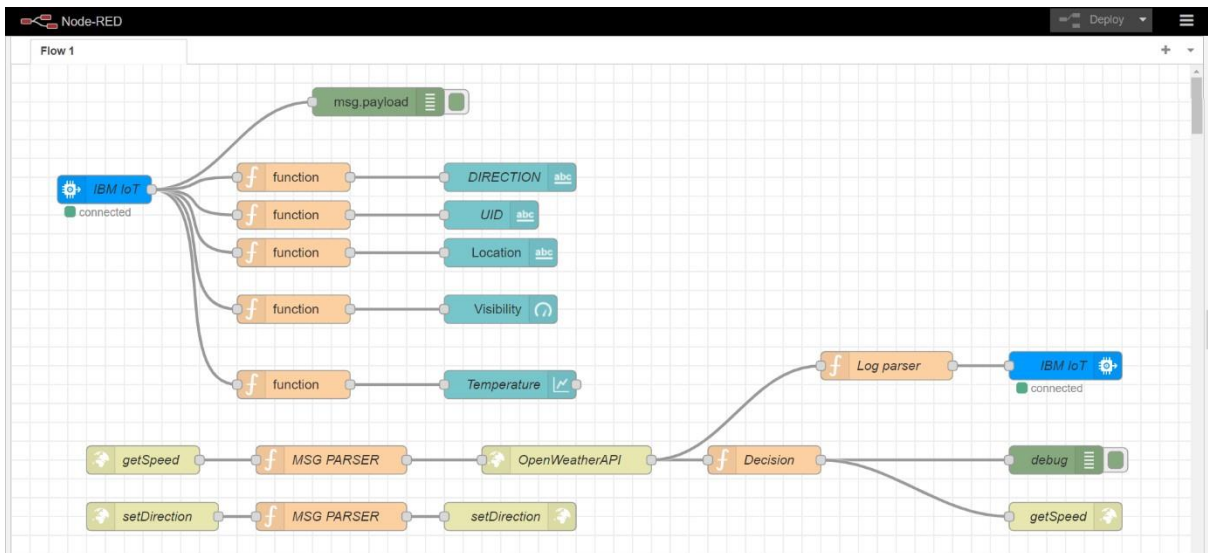 Node-RED
Deploy
Flow 1
msg.payload
IBM IoT
connected
function
DIRECTION
abc
function
UID
abc
function
Location
abc
function
Visibility
function
Temperature
Log parser
IBM IoT
connected
getSpeed
MSG PARSER
OpenWeatherAPI
Decision
debug
setDirection
MSG PARSER
setDirection
getSpeed